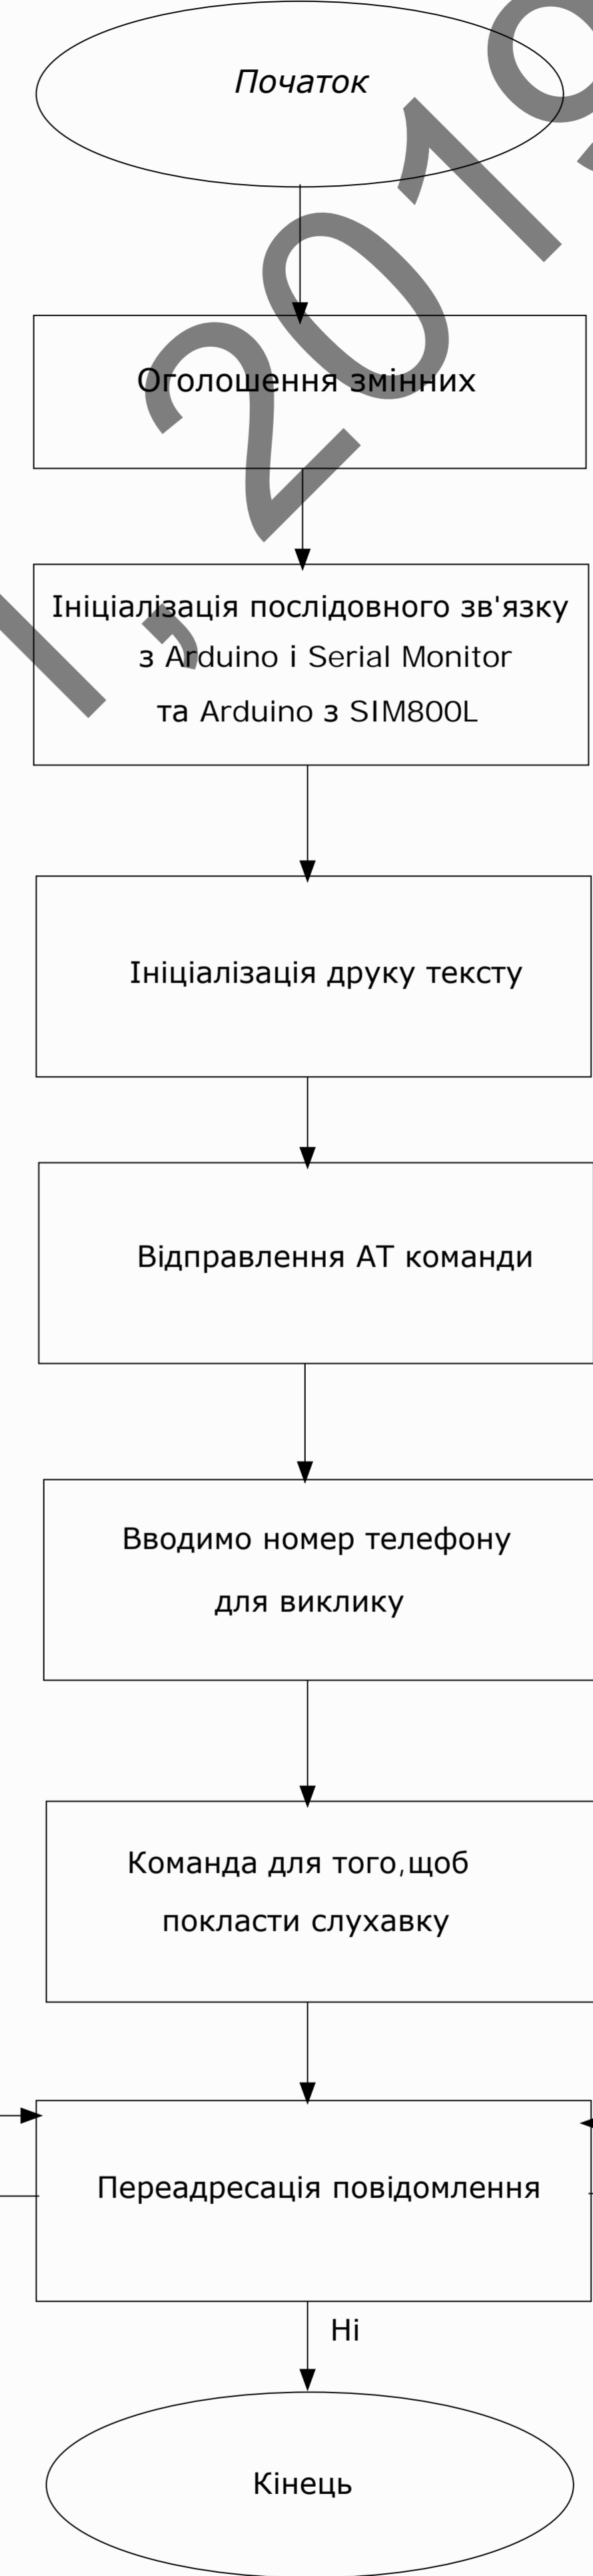 Початок
Оголошення змінних
Ініціалізація послідовного зв'язку
з Arduino і Serial Monitor
та Arduino з SIM800L
Ініціалізація друку тексту
Відправлення АТ команди
Вводимо номер телефону
для виклику
Команда для того,щоб
покласти слухавку
Переадресація повідомлення
Ні
Кінець